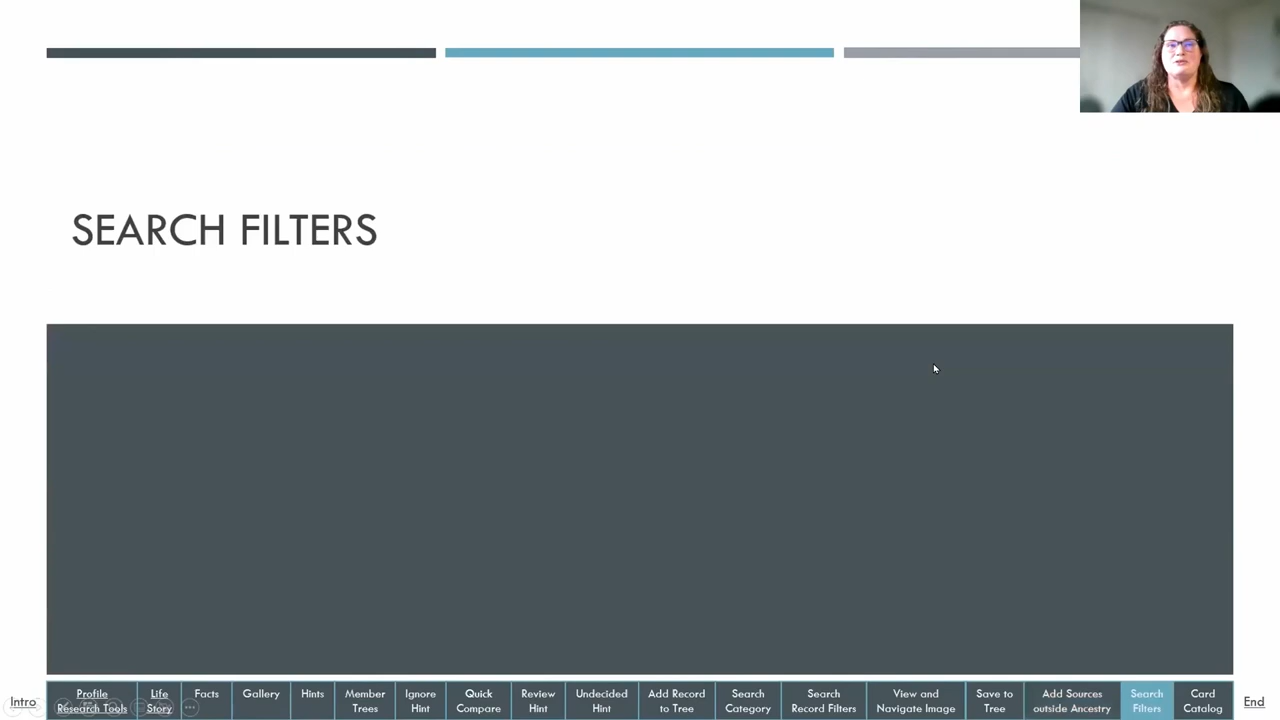 SEARCH FILTERS
Intro
Profile
Research Tools
Life
Story
Facts
Gallery
Hints
Member
Trees
Ignore
Hint
Quick
Compare
Review
Hint
Undecided
Hint
Add Record
to Tree
Search
Category
Search
Record Filters
View and
Navigate Image
Save to
Tree
Add Sources
outside Ancestry
Search
Filters
Card
Catalog
End